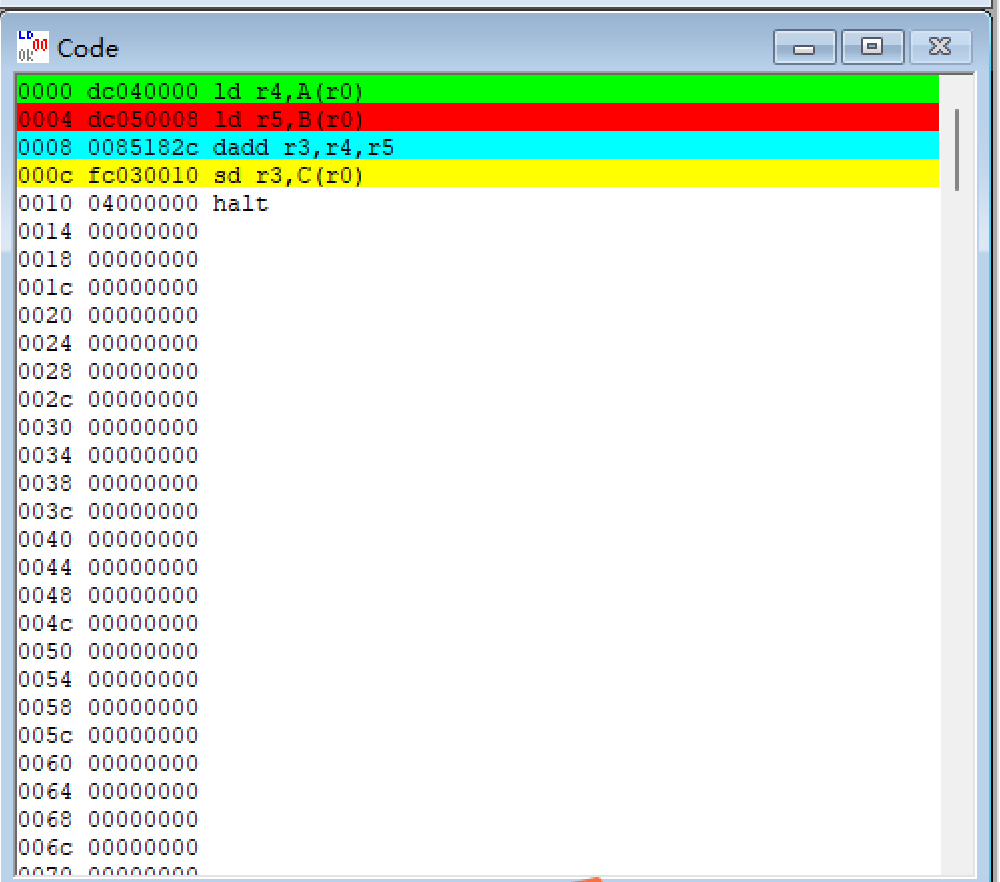 Code
0000 dc040000 ld r4,A(r0)
0004 dc050008 ld r5,B(r0)
0008 0085182c dadd r3,r4,r5
000c fc030010 sd r3,C(r0)
0010 04000000 halt
0014 00000000
0018 00000000
001c 00000000
0020 00000000
0024 00000000
0028 00000000
002c 00000000
0030 00000000
0034 00000000
0038 00000000
003c 00000000
0040 00000000
0044 00000000
0048 00000000
004c 00000000
0050 00000000
0054 00000000
0058 00000000
005c 00000000
0060 00000000
0064 00000000
0068 00000000
006c 00000000
0070 00000000